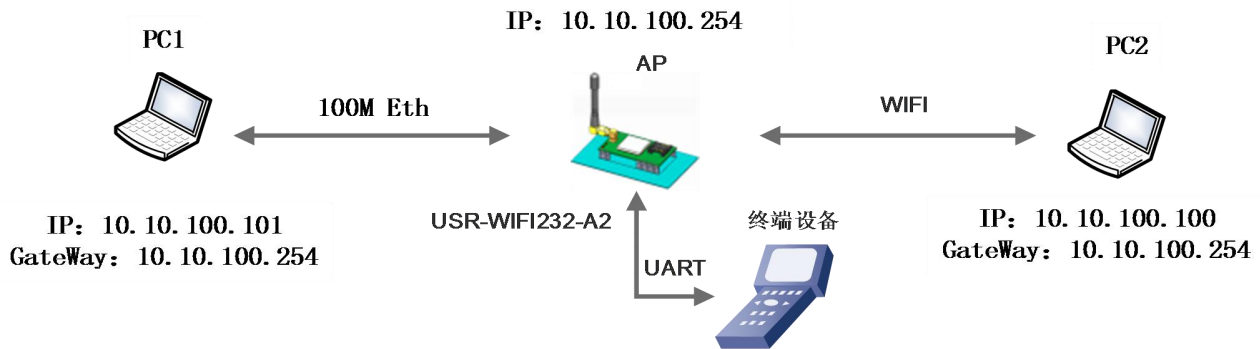 IP：10.10.100.254
PC1
AP
PC2
100M Eth
WIFI
IP：10.10.100.101
GateWay：10.10.100.254
USR-WIFI232-A2
终端设备
IP：10.10.100.100
GateWay：10.10.100.254
UART